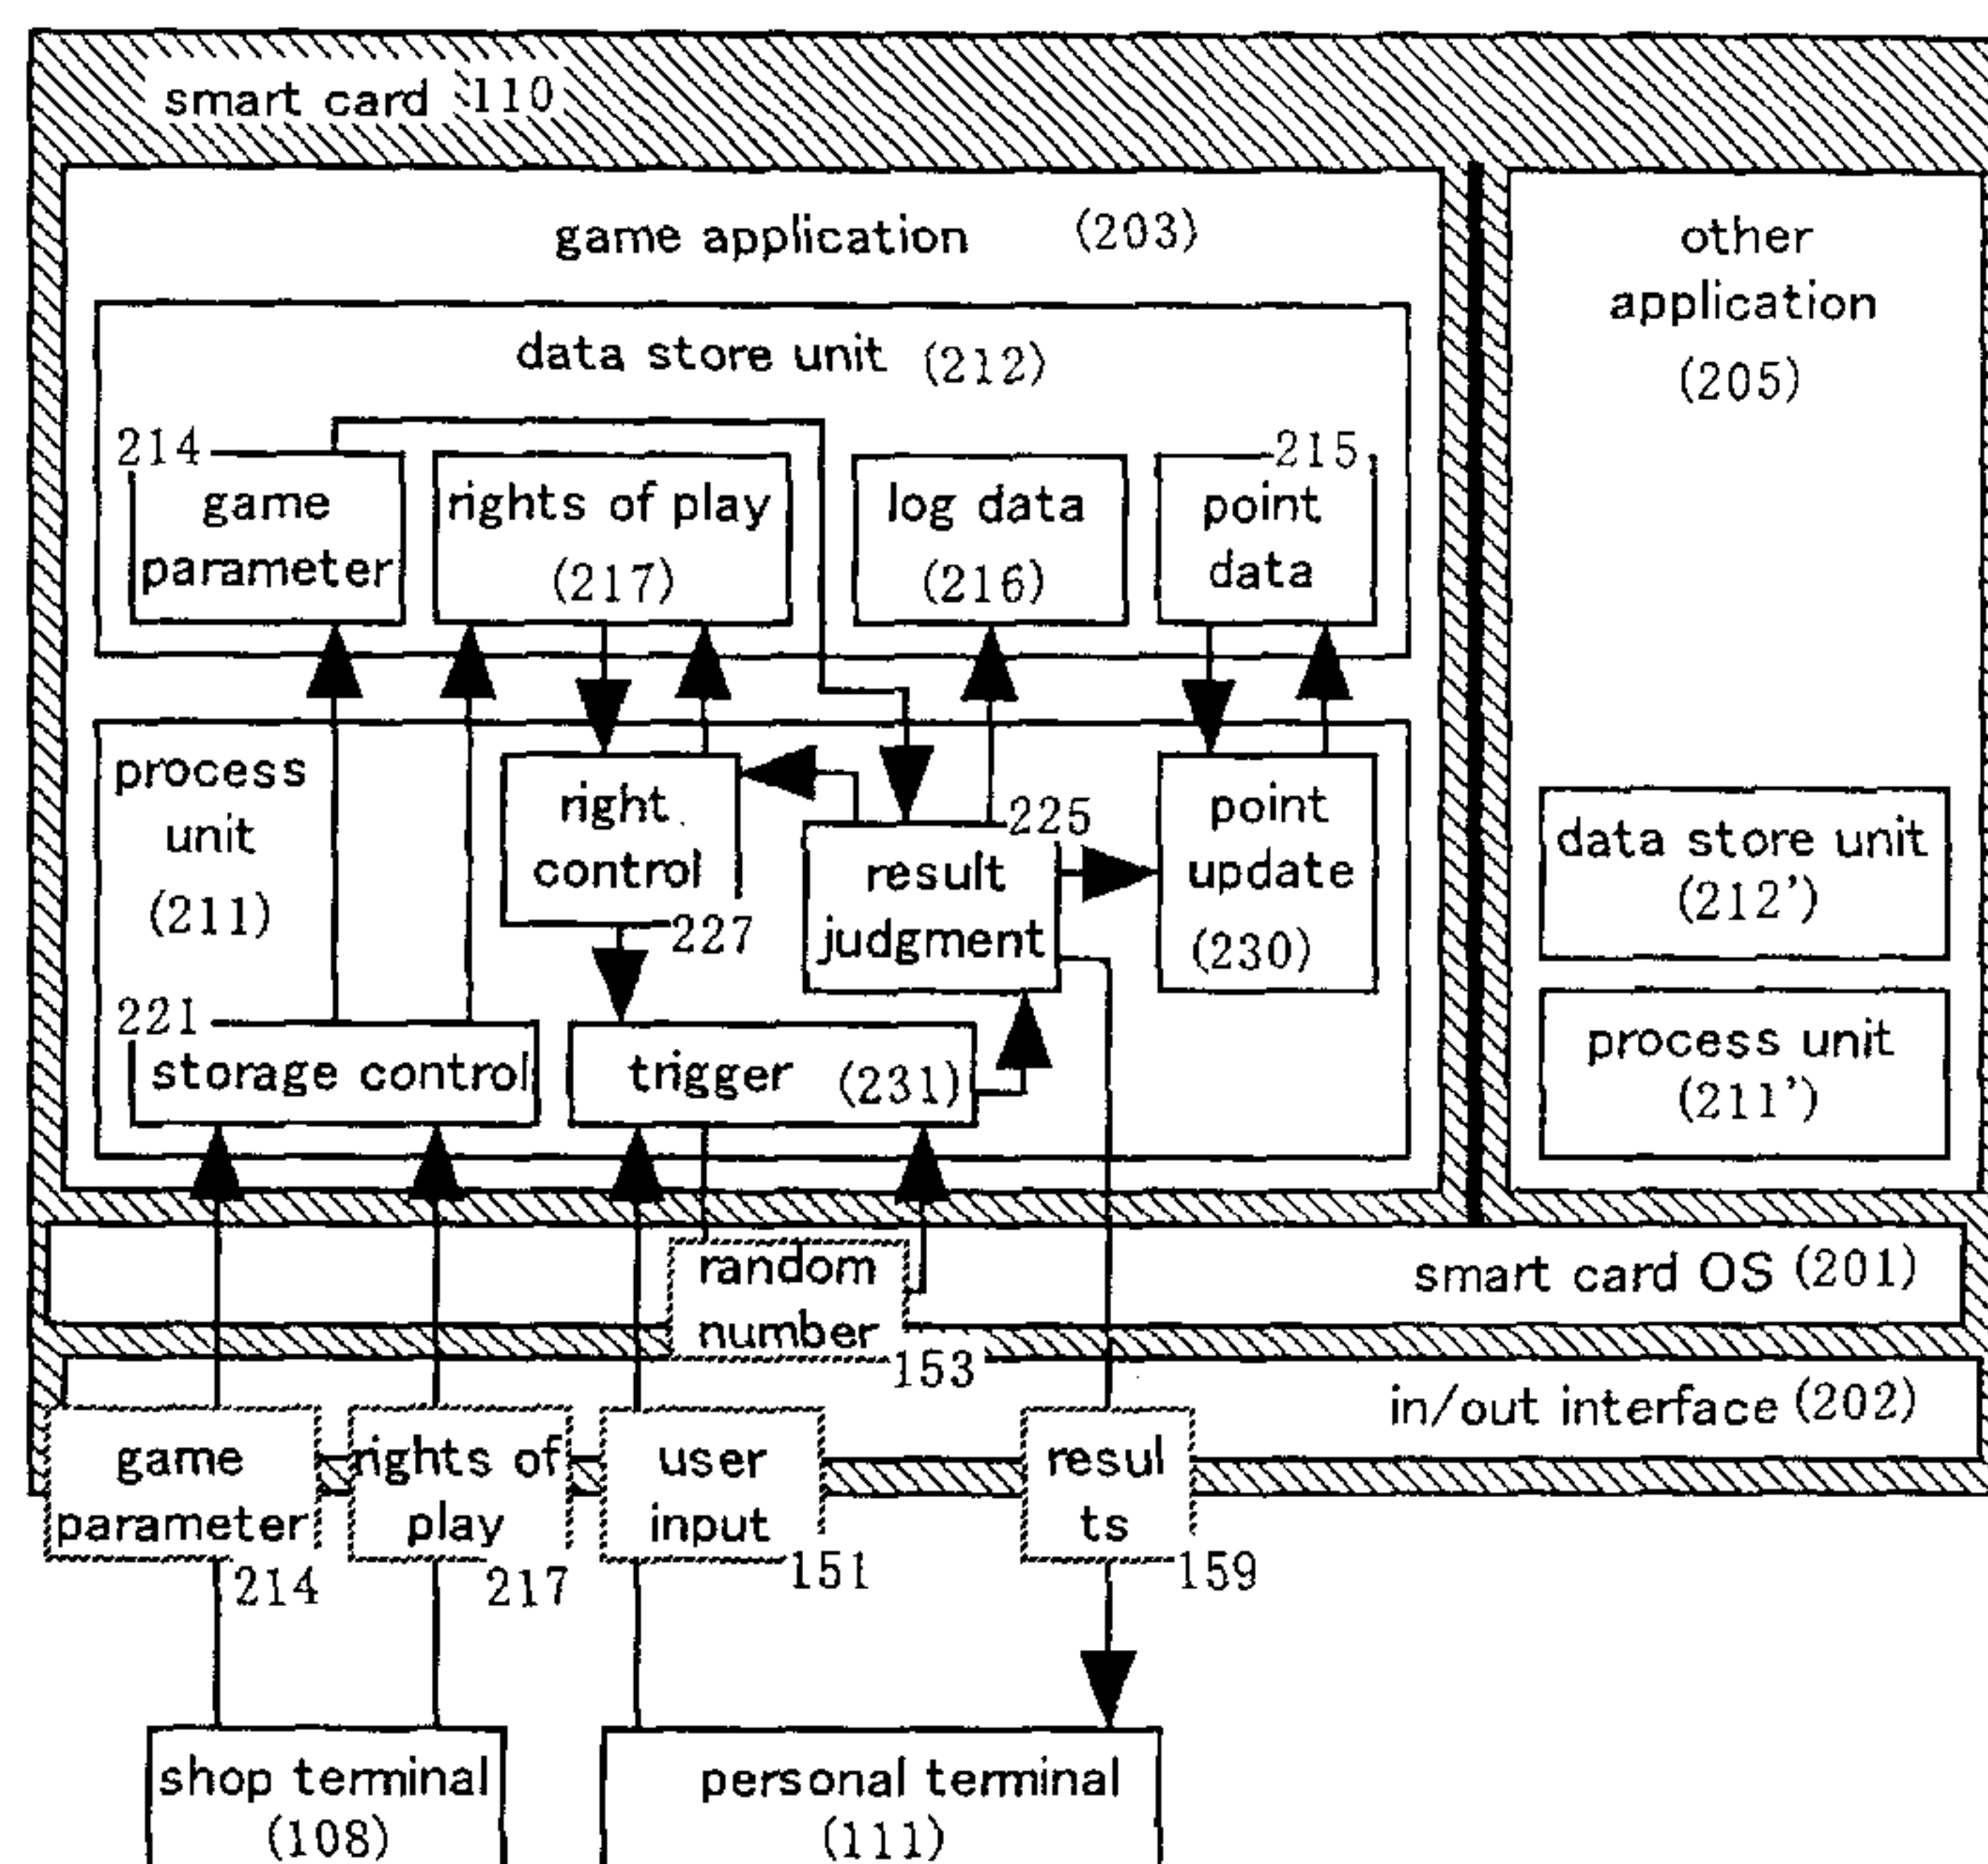 smart card 110
game application (203)
other
application
(205)
data store unit (212)
214
game
parameter
rights of play
(217)
log data
(216)
215
point
data
process
unit
(211)
right
control
227
225
result
judgment
point
update
(230)
data store unit
(212')
process unit
(211')
221
storage control
trigger (231)
random
number
153
smart card OS (201)
in/out interface (202)
game
parameter
214
rights of
play
217
user
input
151
resul
ts
159
shop terminal
(108)
personal terminal
(111)